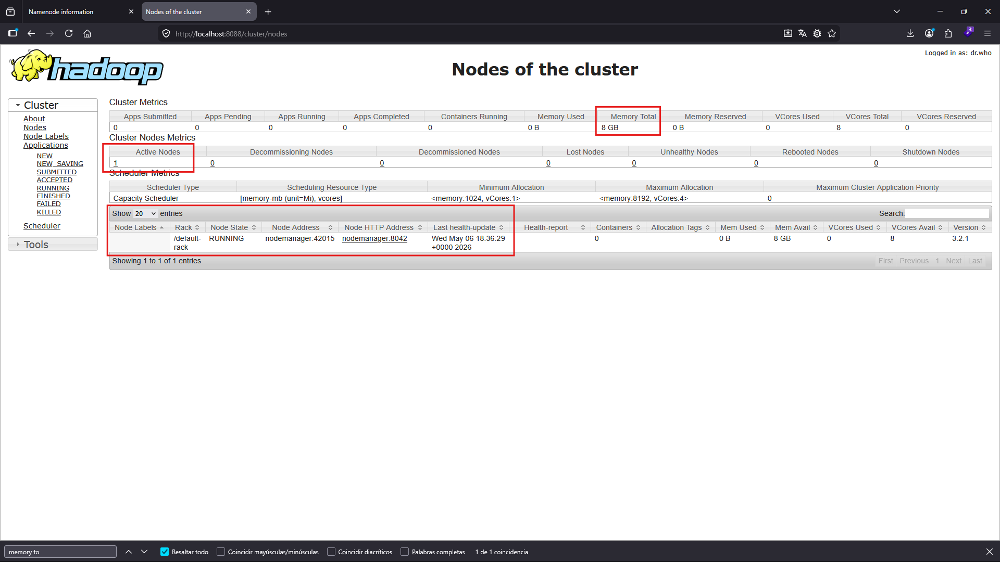 Namenode information
Nodes of the cluster
http://localhost:8088/cluster/nodes
3
Logged in as: dr.who
hadoop
Nodes of the cluster
Cluster
About
Nodes
Node Labels
Applications
NEW
NEW_SAVING
SUBMITTED
ACCEPTED
RUNNING
FINISHED
FAILED
KILLED
Scheduler
Tools
Cluster Metrics
Apps Submitted Apps Pending Apps Running Apps Completed Containers Running Memory Used Memory Total Memory Reserved VCores Used VCores Total VCores Reserved
0 0 0 0 0 0 B 8 GB 0 B 0 8 0
Cluster Nodes Metrics
Active Nodes Decommissioning Nodes Decommissioned Nodes Lost Nodes Unhealthy Nodes Rebooted Nodes Shutdown Nodes
1 0 0 0 0 0 0
Scheduler Metrics
Scheduler Type Scheduling Resource Type Minimum Allocation Maximum Allocation Maximum Cluster Application Priority
Capacity Scheduler [memory-mb (unit=Mi), vcores] <memory:1024, vCores:1> <memory:8192, vCores:4> 0
Show 20 entries Search:
Node Labels Rack Node State Node Address Node HTTP Address Last health-update Health-report Containers Allocation Tags Mem Used Mem Avail VCores Used VCores Avail Version
/default- RUNNING nodemanager:42015 nodemanager:8042 Wed May 06 18:36:29 0 0 B 8 GB 0 8 3.2.1
rack +0000 2026
Showing 1 to 1 of 1 entries First Previous 1 Next Last
memory to Resaltar todo Coincidir mayúsculas/minúsculas Coincidir diacríticos Palabras completas 1 de 1 coincidencia